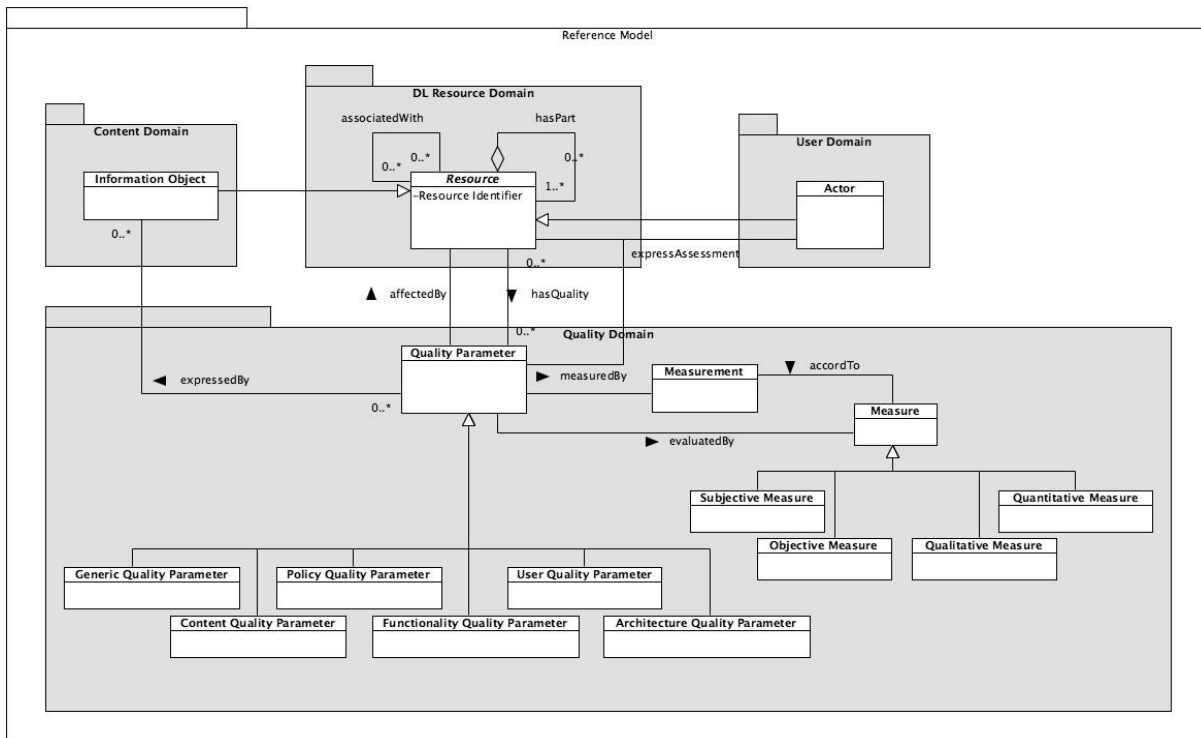 Reference Model
DL Resource Domain
Content Domain
User Domain
associatedWith
hasPart
0..*
0..*
0..*
Information Object
Resource
1..*
Actor
–Resource Identifier
0..*
expressAssessment
0..*
affectedBy
hasQuality
0..*
Quality Domain
Quality Parameter
expressedBy
measuredBy
Measurement
accordTo
0..*
Measure
evaluatedBy
Subjective Measure
Quantitative Measure
Objective Measure
Qualitative Measure
Generic Quality Parameter
Policy Quality Parameter
User Quality Parameter
Content Quality Parameter
Functionality Quality Parameter
Architecture Quality Parameter